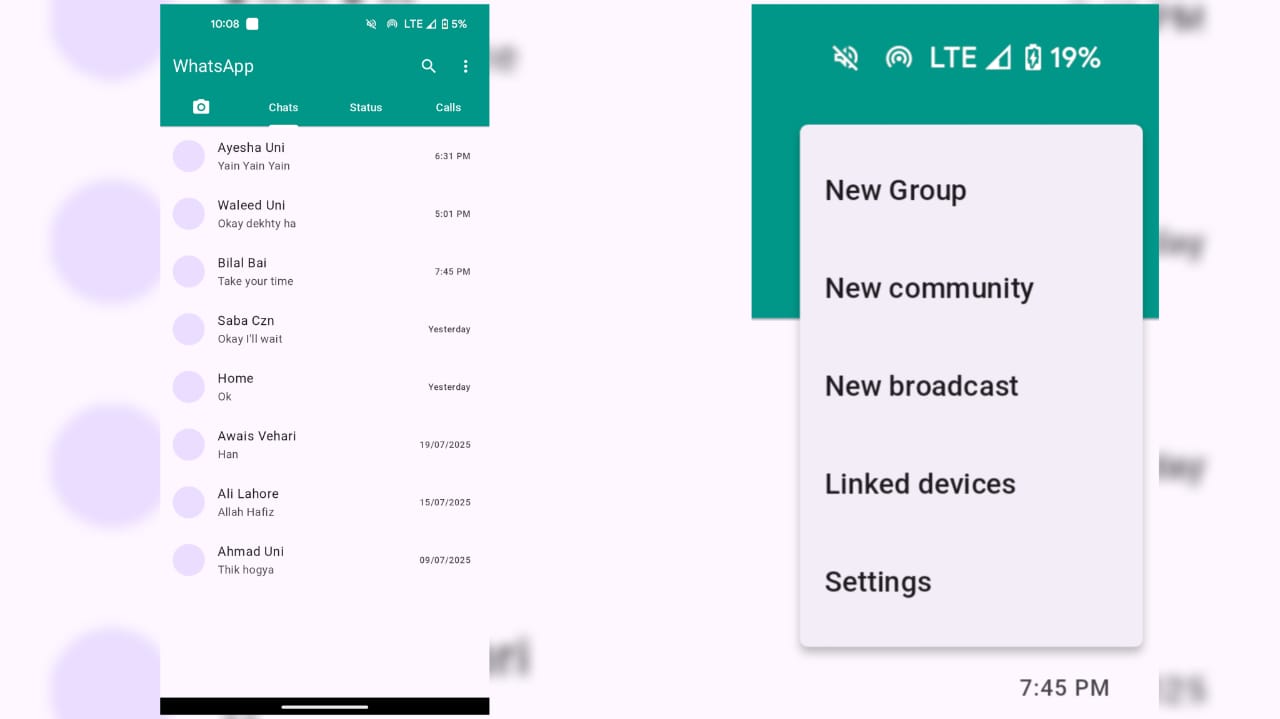 10:08 LTE 5%
WhatsApp
Chats Status Calls
Ayesha Uni
Yain Yain Yain
6:31 PM
Waleed Uni
Okay dekhty ha
5:01 PM
Bilal Bai
Take your time
7:45 PM
Saba Czn
Okay I'll wait
Yesterday
Home
Ok
Yesterday
Awais Vehari
Han
19/07/2025
Ali Lahore
Allah Hafiz
15/07/2025
Ahmad Uni
Thik hogya
09/07/2025
LTE 19%
New Group
New community
New broadcast
Linked devices
Settings
7:45 PM